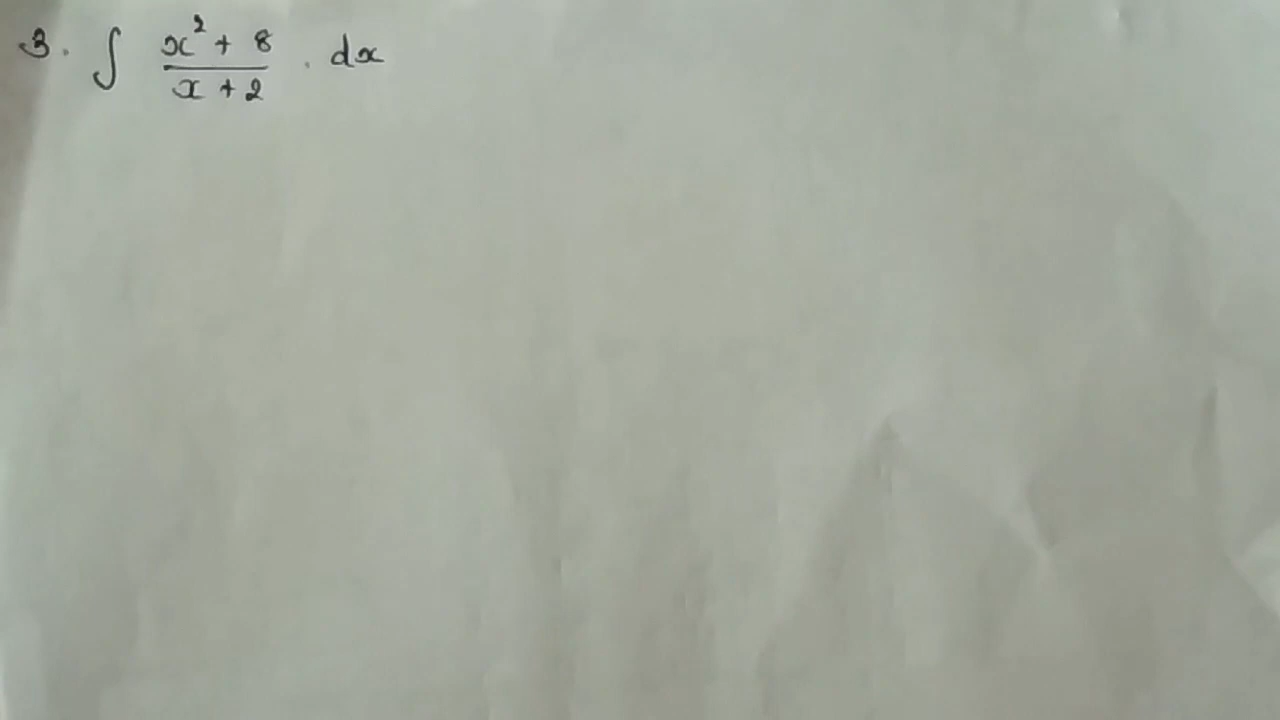 3. ∫ (x² + 8)/(x + 2) . dx